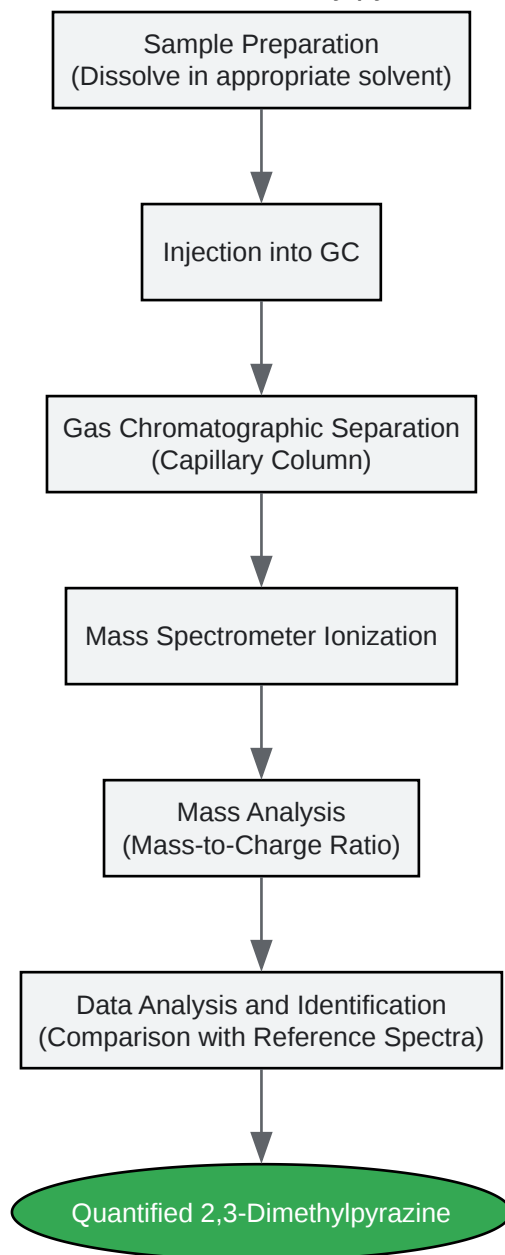 Sample Preparation
(Dissolve in appropriate solvent)
Injection into GC
Gas Chromatographic Separation
(Capillary Column)
Mass Spectrometer Ionization
Mass Analysis
(Mass-to-Charge Ratio)
Data Analysis and Identification
(Comparison with Reference Spectra)
Quantified 2,3-Dimethylpyrazine